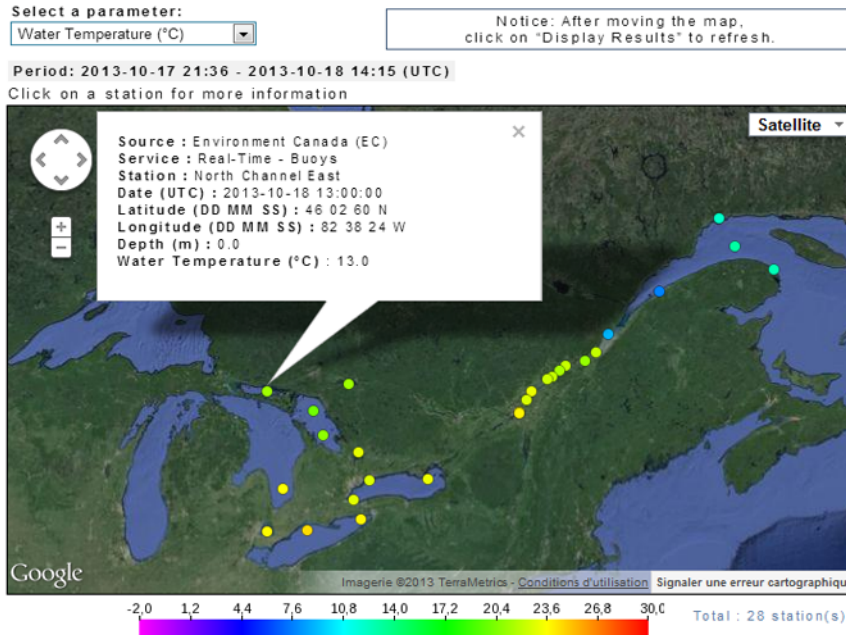 Select a parameter:
Water Temperature (°C)
Notice: After moving the map,
click on "Display Results" to refresh.
Period: 2013-10-17 21:36 - 2013-10-18 14:15 (UTC)
Click on a station for more information
Satellite
Source : Environment Canada (EC)
Service : Real-Time - Buoys
Station : North Channel East
Date (UTC) : 2013-10-18 13:00:00
Latitude (DD MM SS) : 46 02 60 N
Longitude (DD MM SS) : 82 38 24 W
Depth (m) : 0.0
Water Temperature (°C) : 13.0
Google
Imagerie ©2013 TerraMetrics - Conditions d'utilisation Signaler une erreur cartographiqu
-2,0 1,2 4,4 7,6 10,8 14,0 17,2 20,4 23,6 26,8 30,0
Total : 28 station(s)